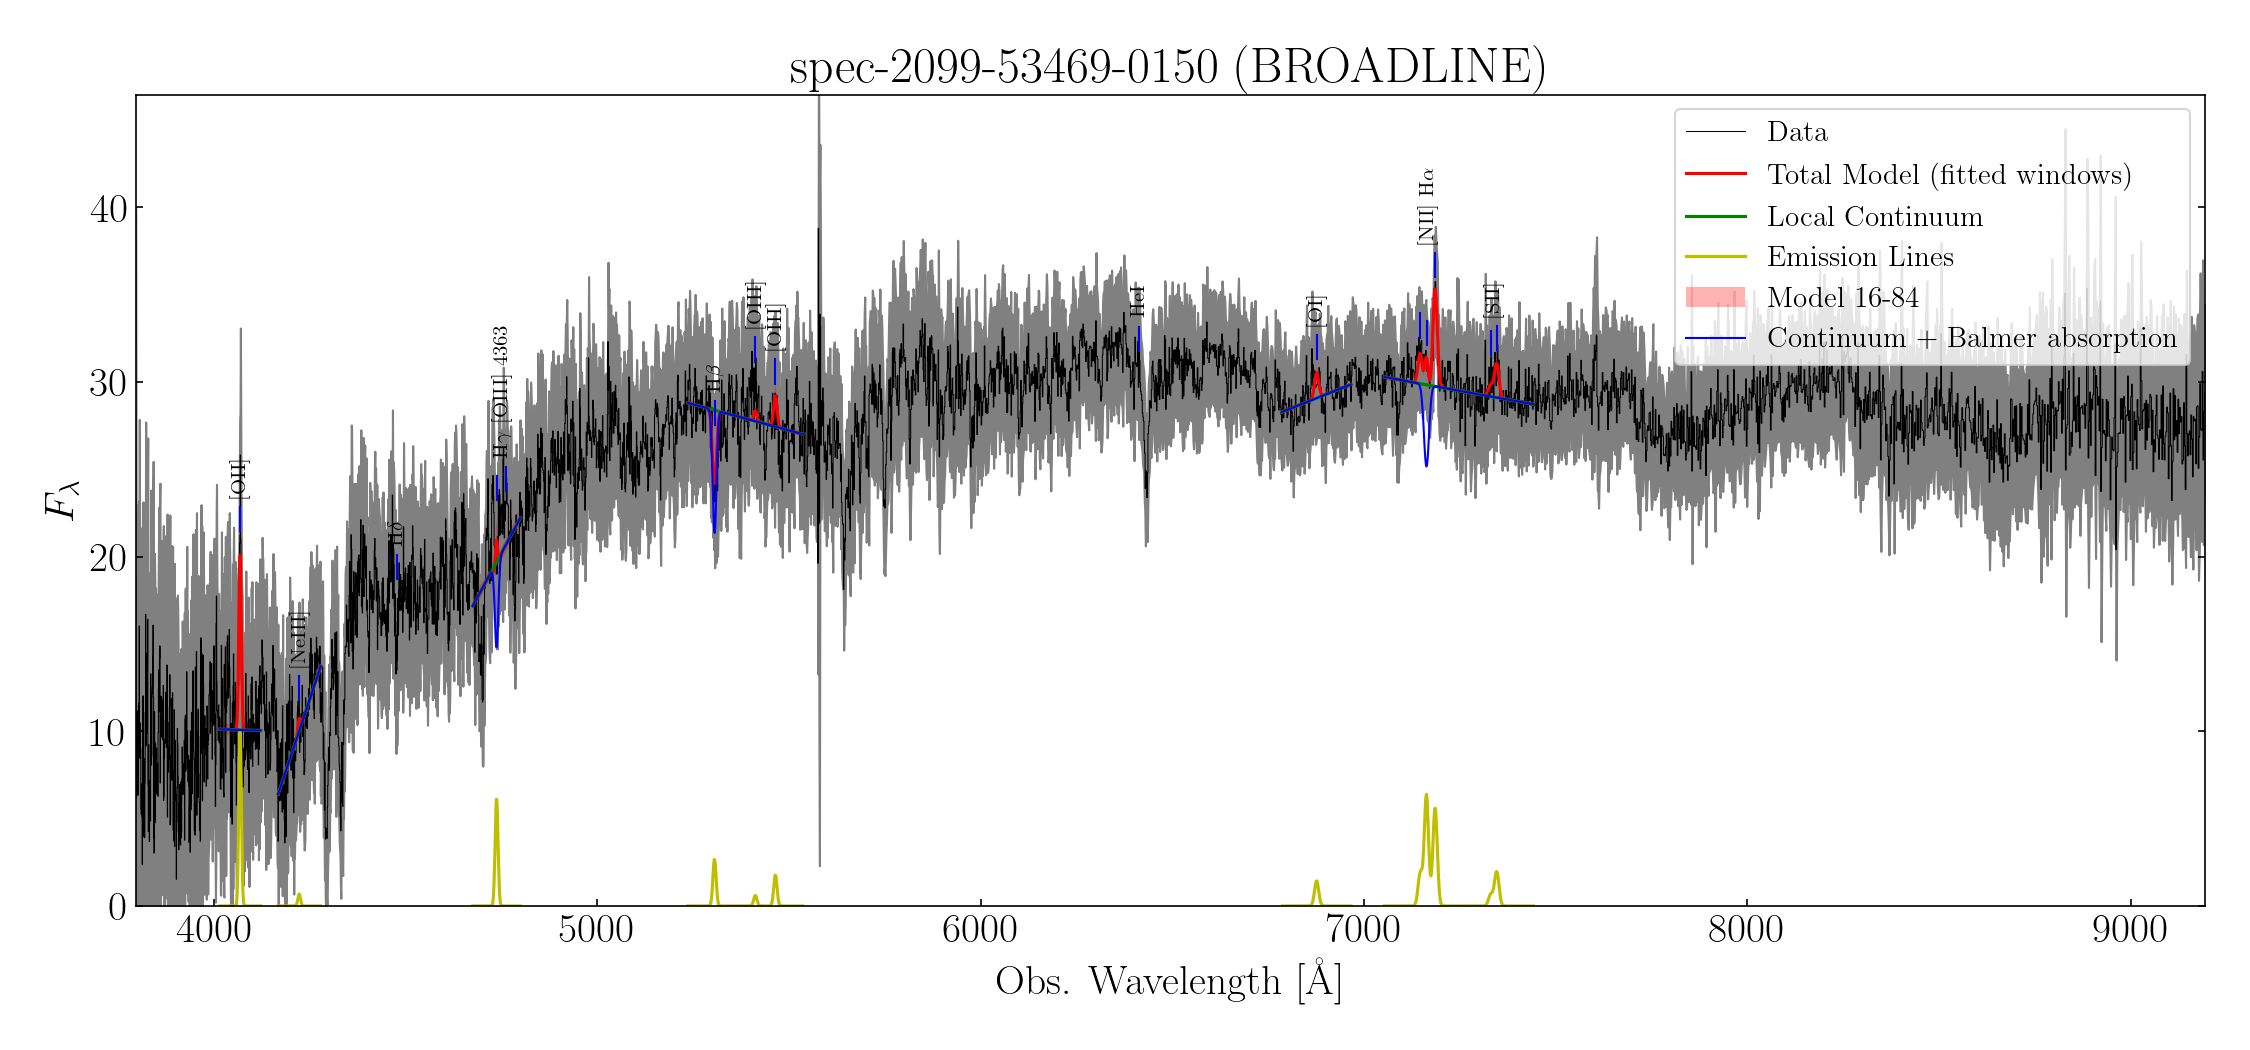 spec-2099-53469-0150 (BROADLINE)
Data
Total Model (fitted windows)
Local Continuum
Emission Lines
Model 16-84
Continuum + Balmer absorption
[OII]
[NeIII]
Hδ
Hγ [OIII] 4363
Hβ
[OIII]
[OIII]
HeI
[OI]
[NII] Hα
[SII]
F_λ
40
30
20
10
0
4000
5000
6000
7000
8000
9000
Obs. Wavelength [Å]